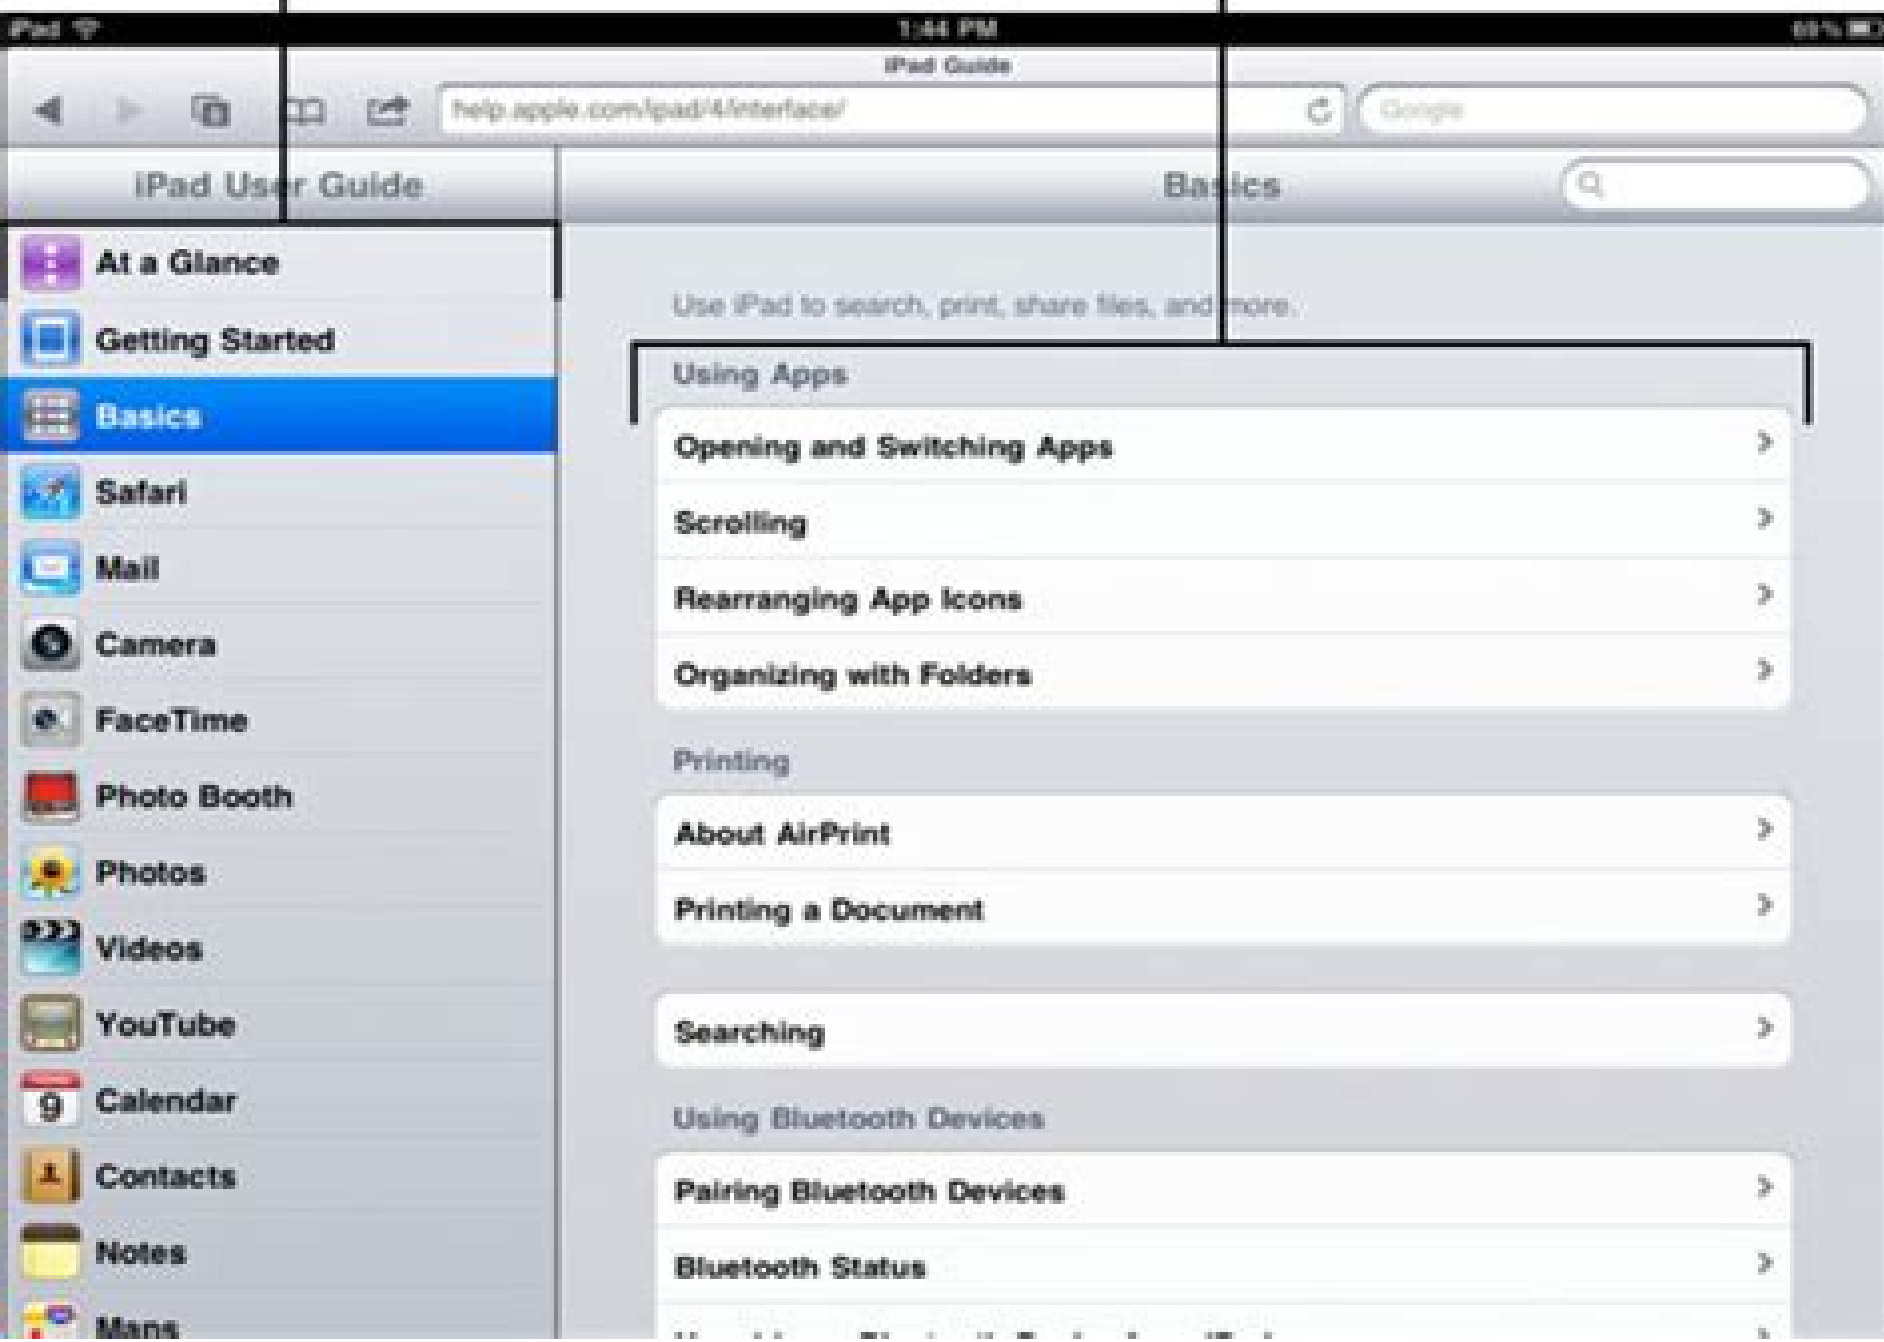 iPad
1:44 PM
69%
iPad Guide
help.apple.com/ipad/4/interface/
Google
iPad User Guide
Basics
At a Glance
Getting Started
Basics
Safari
Mail
Camera
FaceTime
Photo Booth
Photos
Videos
YouTube
9
Calendar
Contacts
Notes
Maps
Use iPad to search, print, share files, and more.
Using Apps
Opening and Switching Apps
Scrolling
Rearranging App Icons
Organizing with Folders
Printing
About AirPrint
Printing a Document
Searching
Using Bluetooth Devices
Pairing Bluetooth Devices
Bluetooth Status